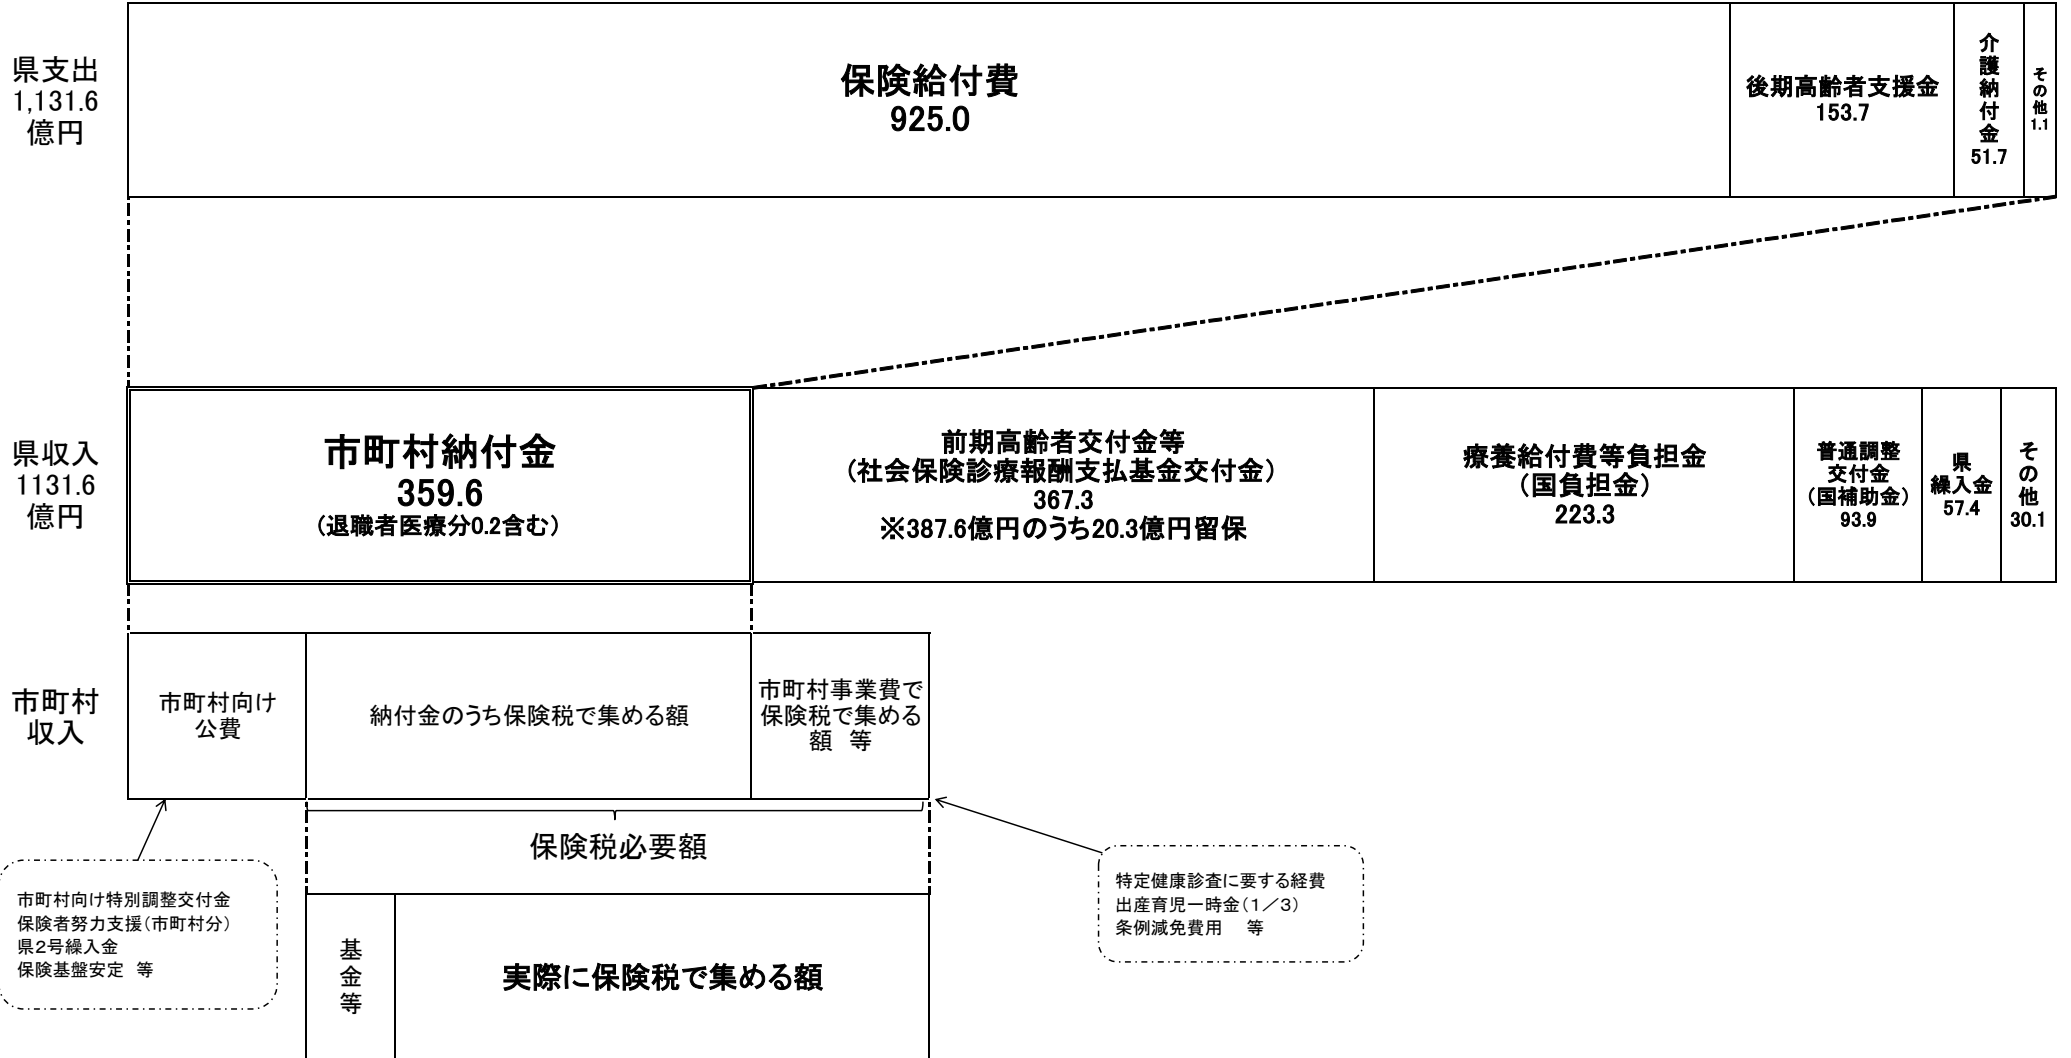 県支出
1,131.6
億円
保険給付費
925.0
後期高齢者支援金
153.7
介護納付金
51.7
その他
1.1
県収入
1131.6
億円
市町村納付金
359.6
（退職者医療分0.2含む）
前期高齢者交付金等
（社会保険診療報酬支払基金交付金）
367.3
※387.6億円のうち20.3億円留保
療養給付費等負担金
（国負担金）
223.3
普通調整
交付金
（国補助金）
93.9
県
繰入金
57.4
その他
30.1
市町村
収入
市町村向け
公費
納付金のうち保険税で集める額
市町村事業費で
保険税で集める
額　等
保険税必要額
市町村向け特別調整交付金
保険者努力支援（市町村分）
県２号繰入金
保険基盤安定　等
特定健康診査に要する経費
出産育児一時金（１／３）
条例減免費用　等
基金等
実際に保険税で集める額